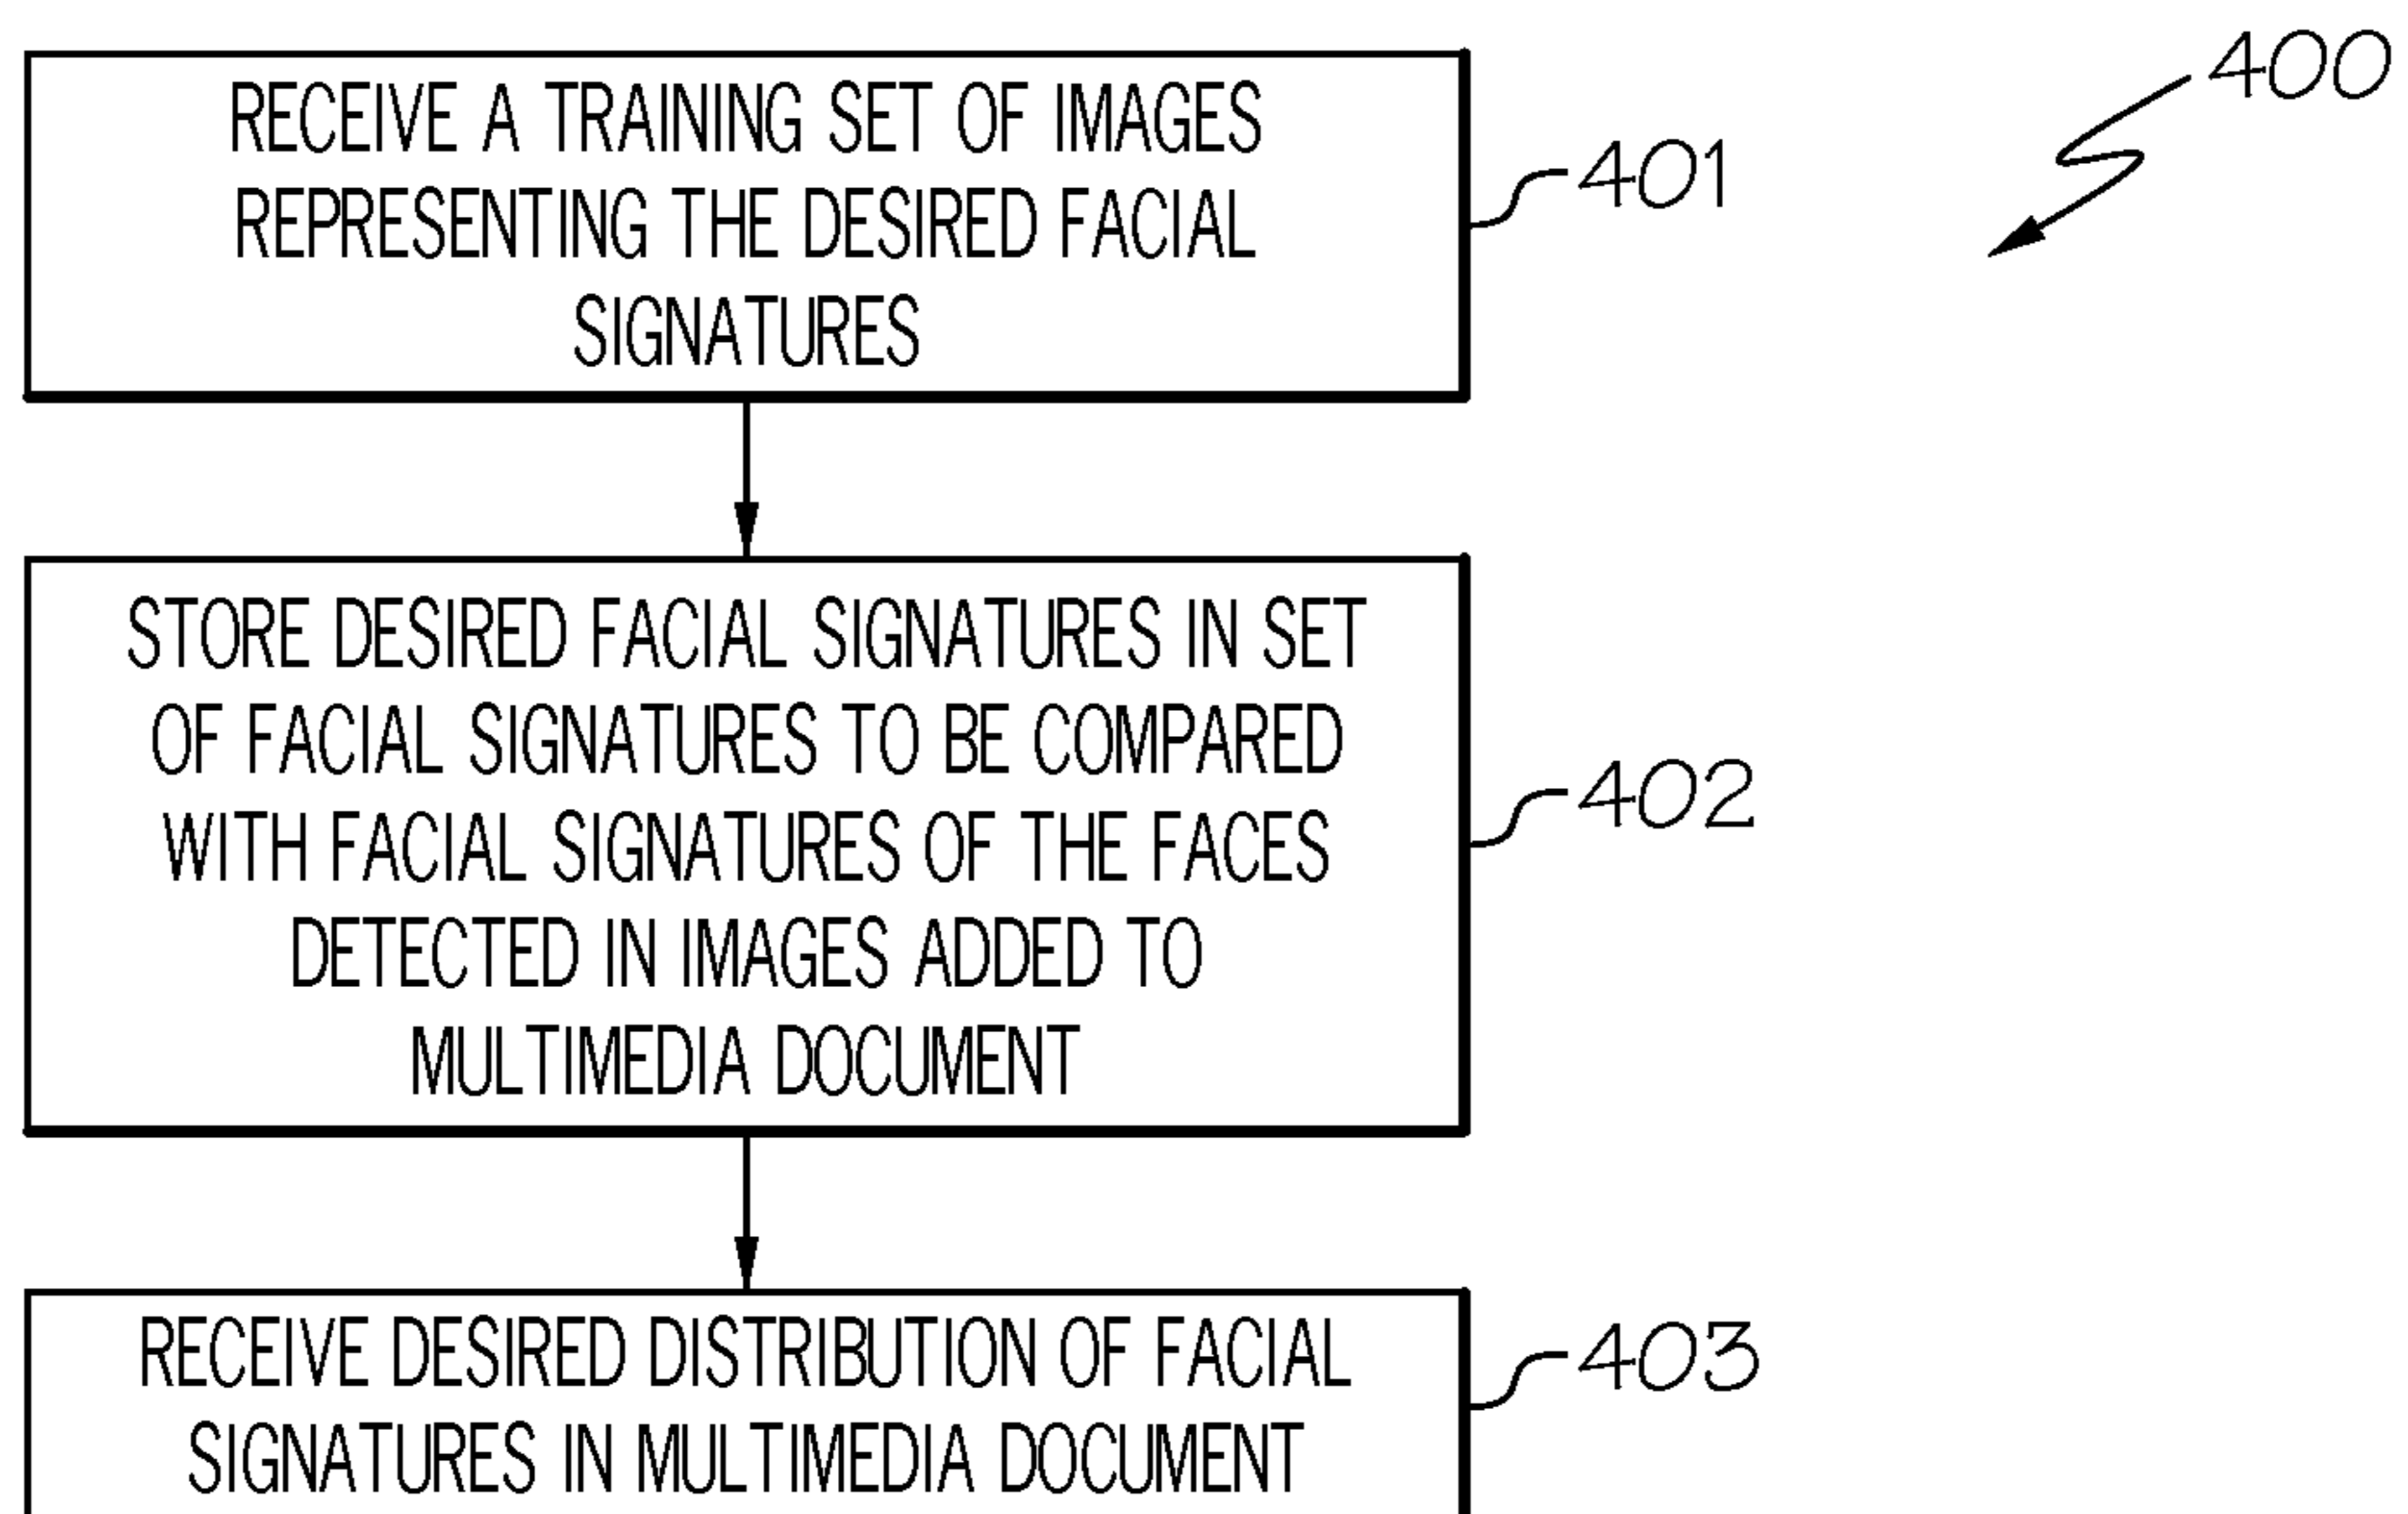 400
RECEIVE A TRAINING SET OF IMAGES
REPRESENTING THE DESIRED FACIAL
SIGNATURES
401
STORE DESIRED FACIAL SIGNATURES IN SET
OF FACIAL SIGNATURES TO BE COMPARED
WITH FACIAL SIGNATURES OF THE FACES
DETECTED IN IMAGES ADDED TO
MULTIMEDIA DOCUMENT
402
RECEIVE DESIRED DISTRIBUTION OF FACIAL
SIGNATURES IN MULTIMEDIA DOCUMENT
403